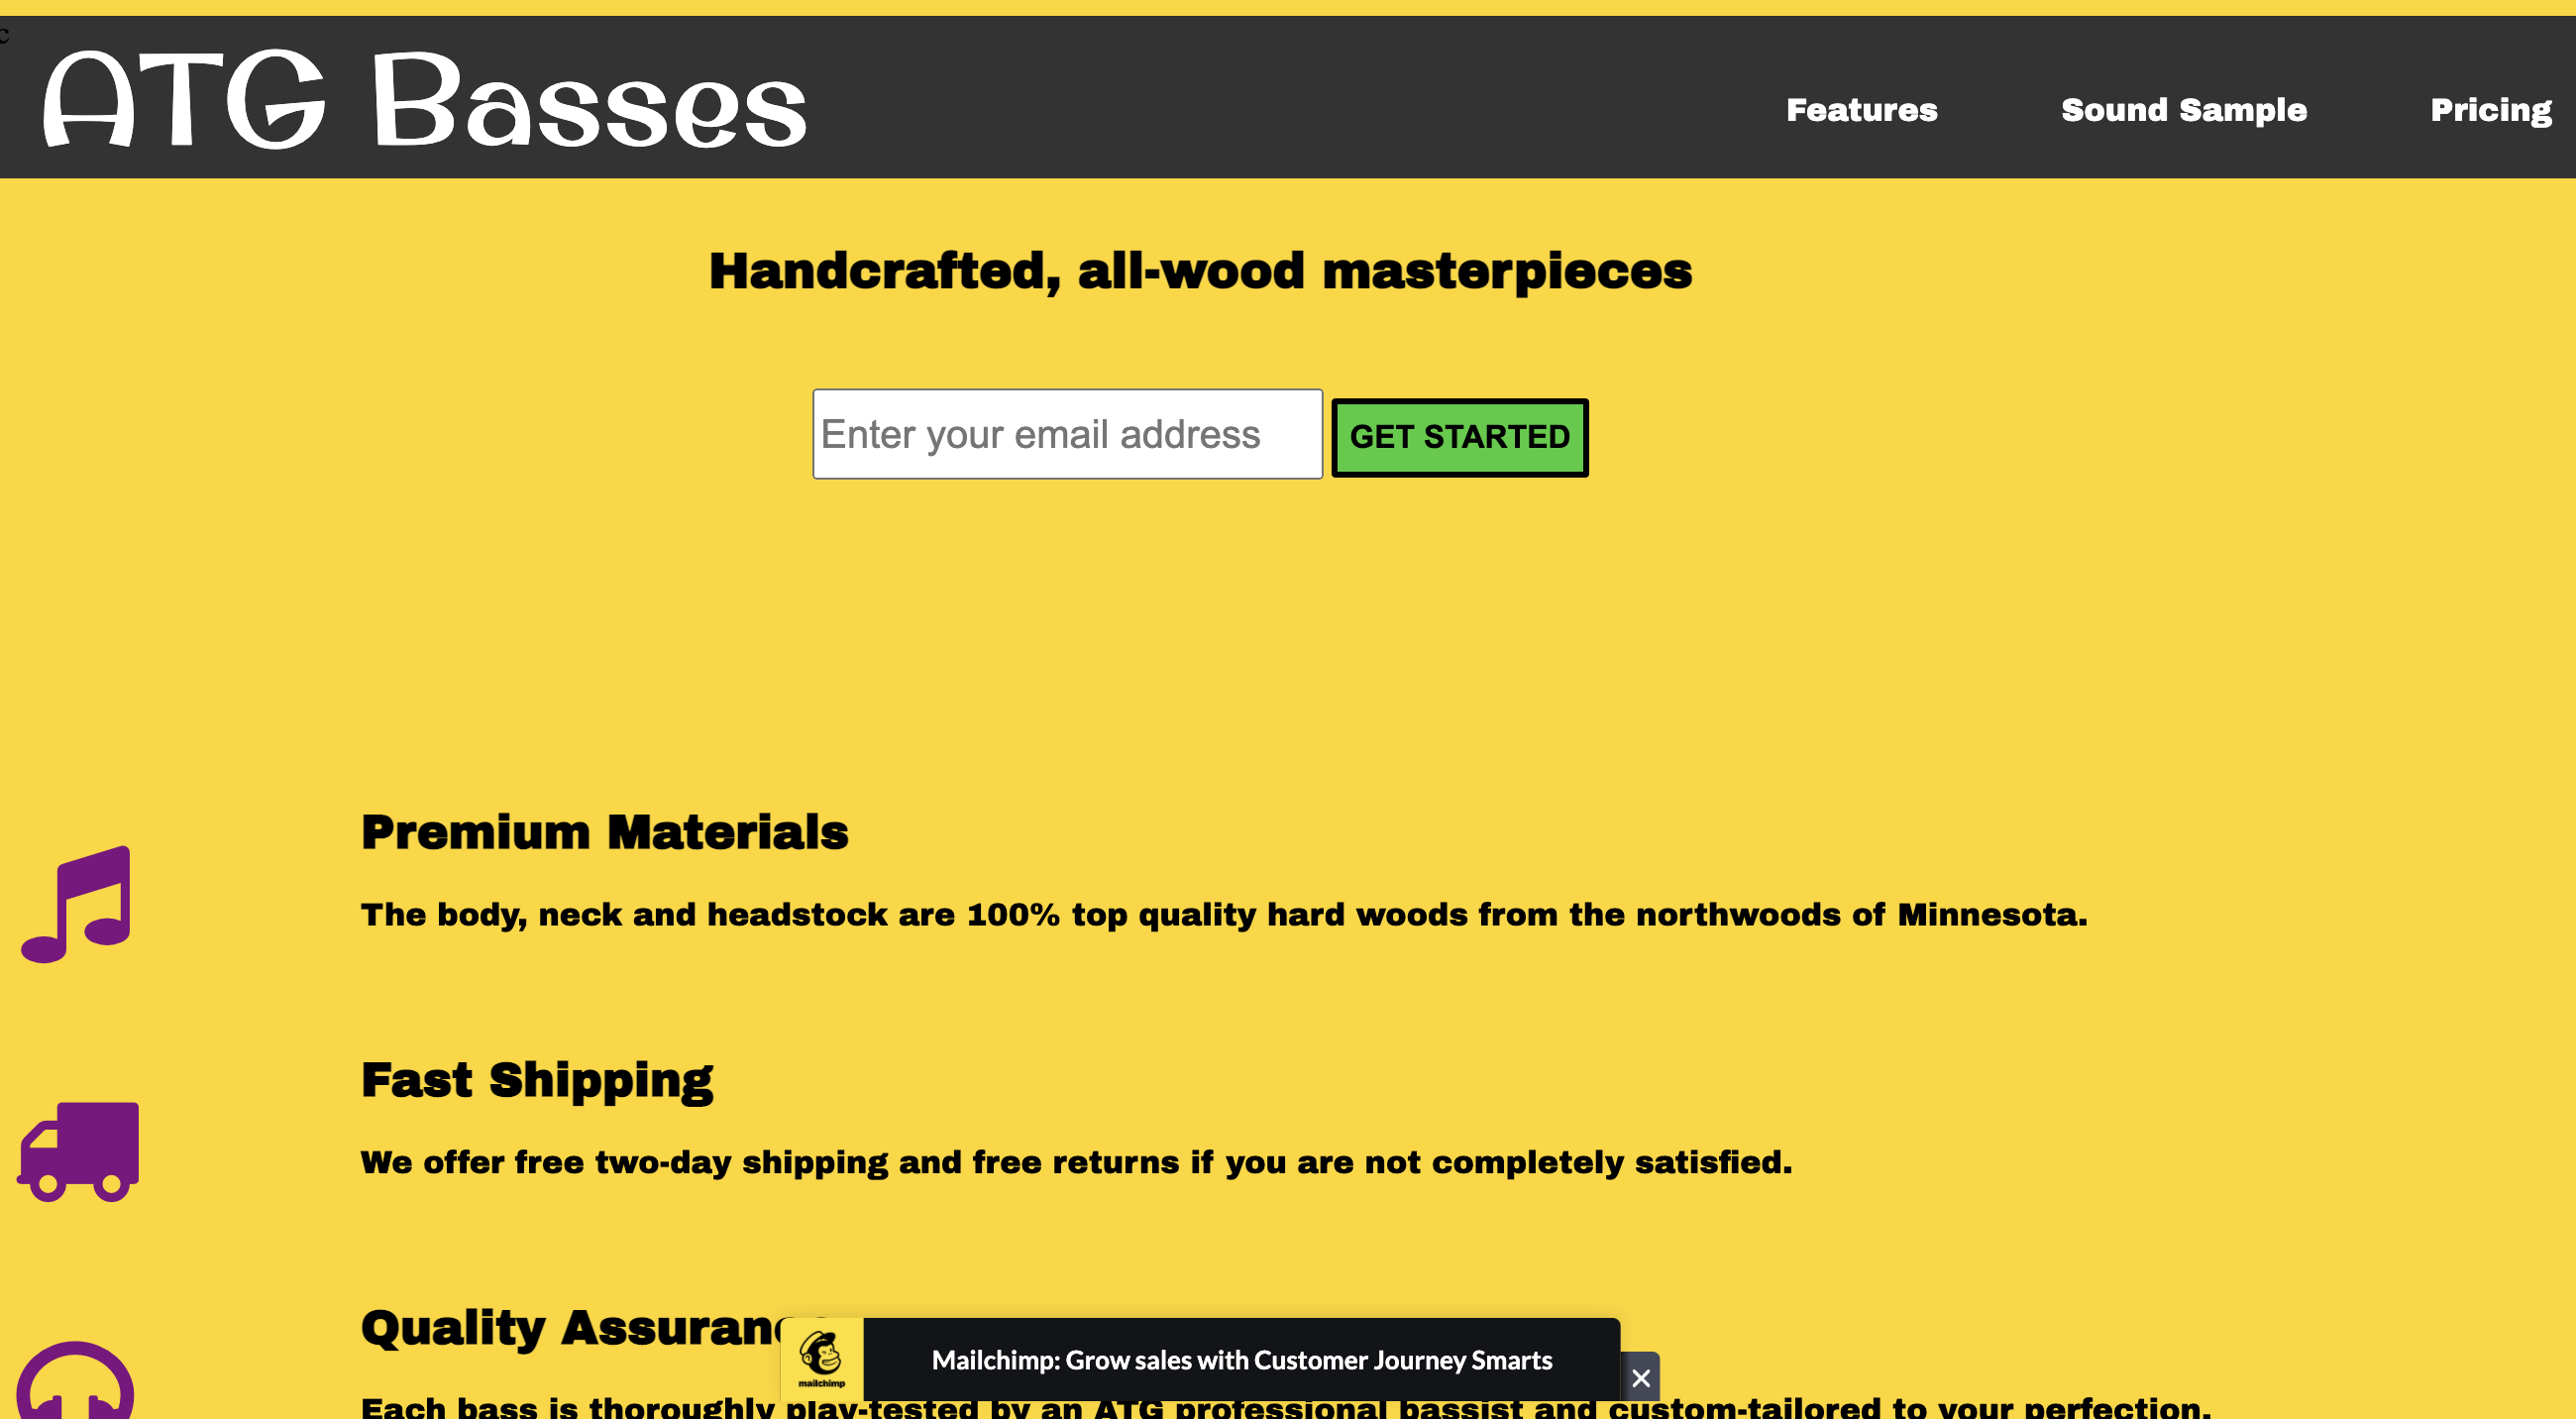 c
ATG Basses
Features
Sound Sample
Pricing
Handcrafted, all-wood masterpieces
Enter your email address
GET STARTED
Premium Materials
The body, neck and headstock are 100% top quality hard woods from the northwoods of Minnesota.
Fast Shipping
We offer free two-day shipping and free returns if you are not completely satisfied.
Quality Assuranc
mailchimp
Mailchimp: Grow sales with Customer Journey Smarts
Each bass is thoroughly play-tested by an ATG professional bassist and custom-tailored to your perfection.